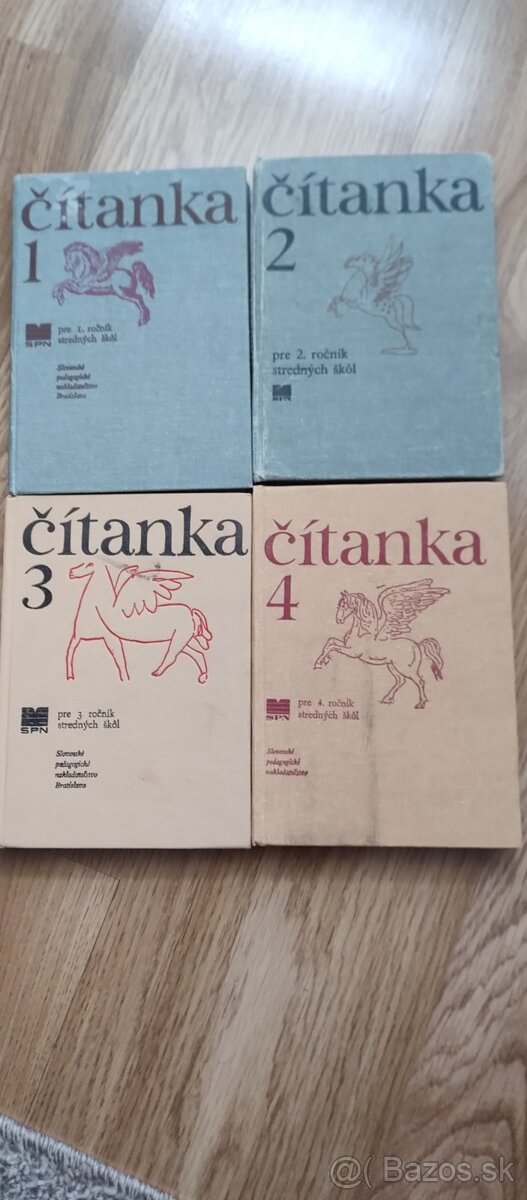 čítanka
1
SPN
pre 1. ročník
stredných škôl
Slovenské
pedagogické
nakladateľstvo
Bratislava
čítanka
2
pre 2. ročník
stredných škôl
SPN
čítanka
3
SPN
pre 3 ročník
stredných škôl
Slovenské
pedagogické
nakladateľstvo
Bratislava
čítanka
4
SPN
pre 4. ročník
stredných škôl
Slovenské
pedagogické
nakladateľstvo
@( Bazos.sk